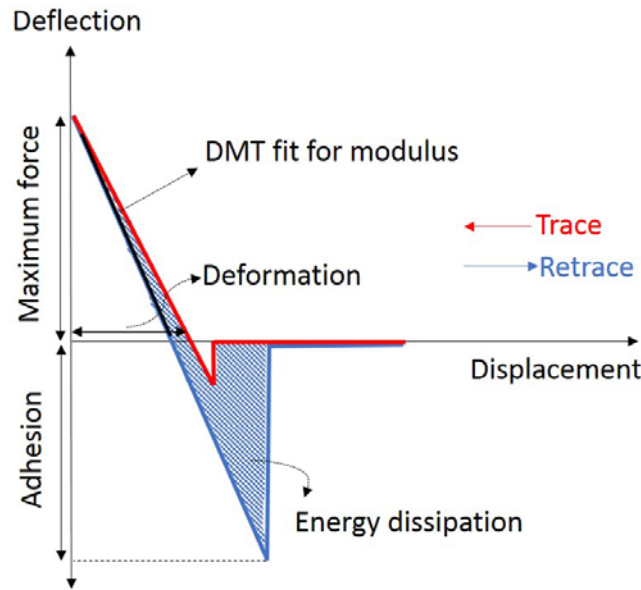 Deflection
Maximum force
DMT fit for modulus
Trace
Retrace
Deformation
Displacement
Adhesion
Energy dissipation